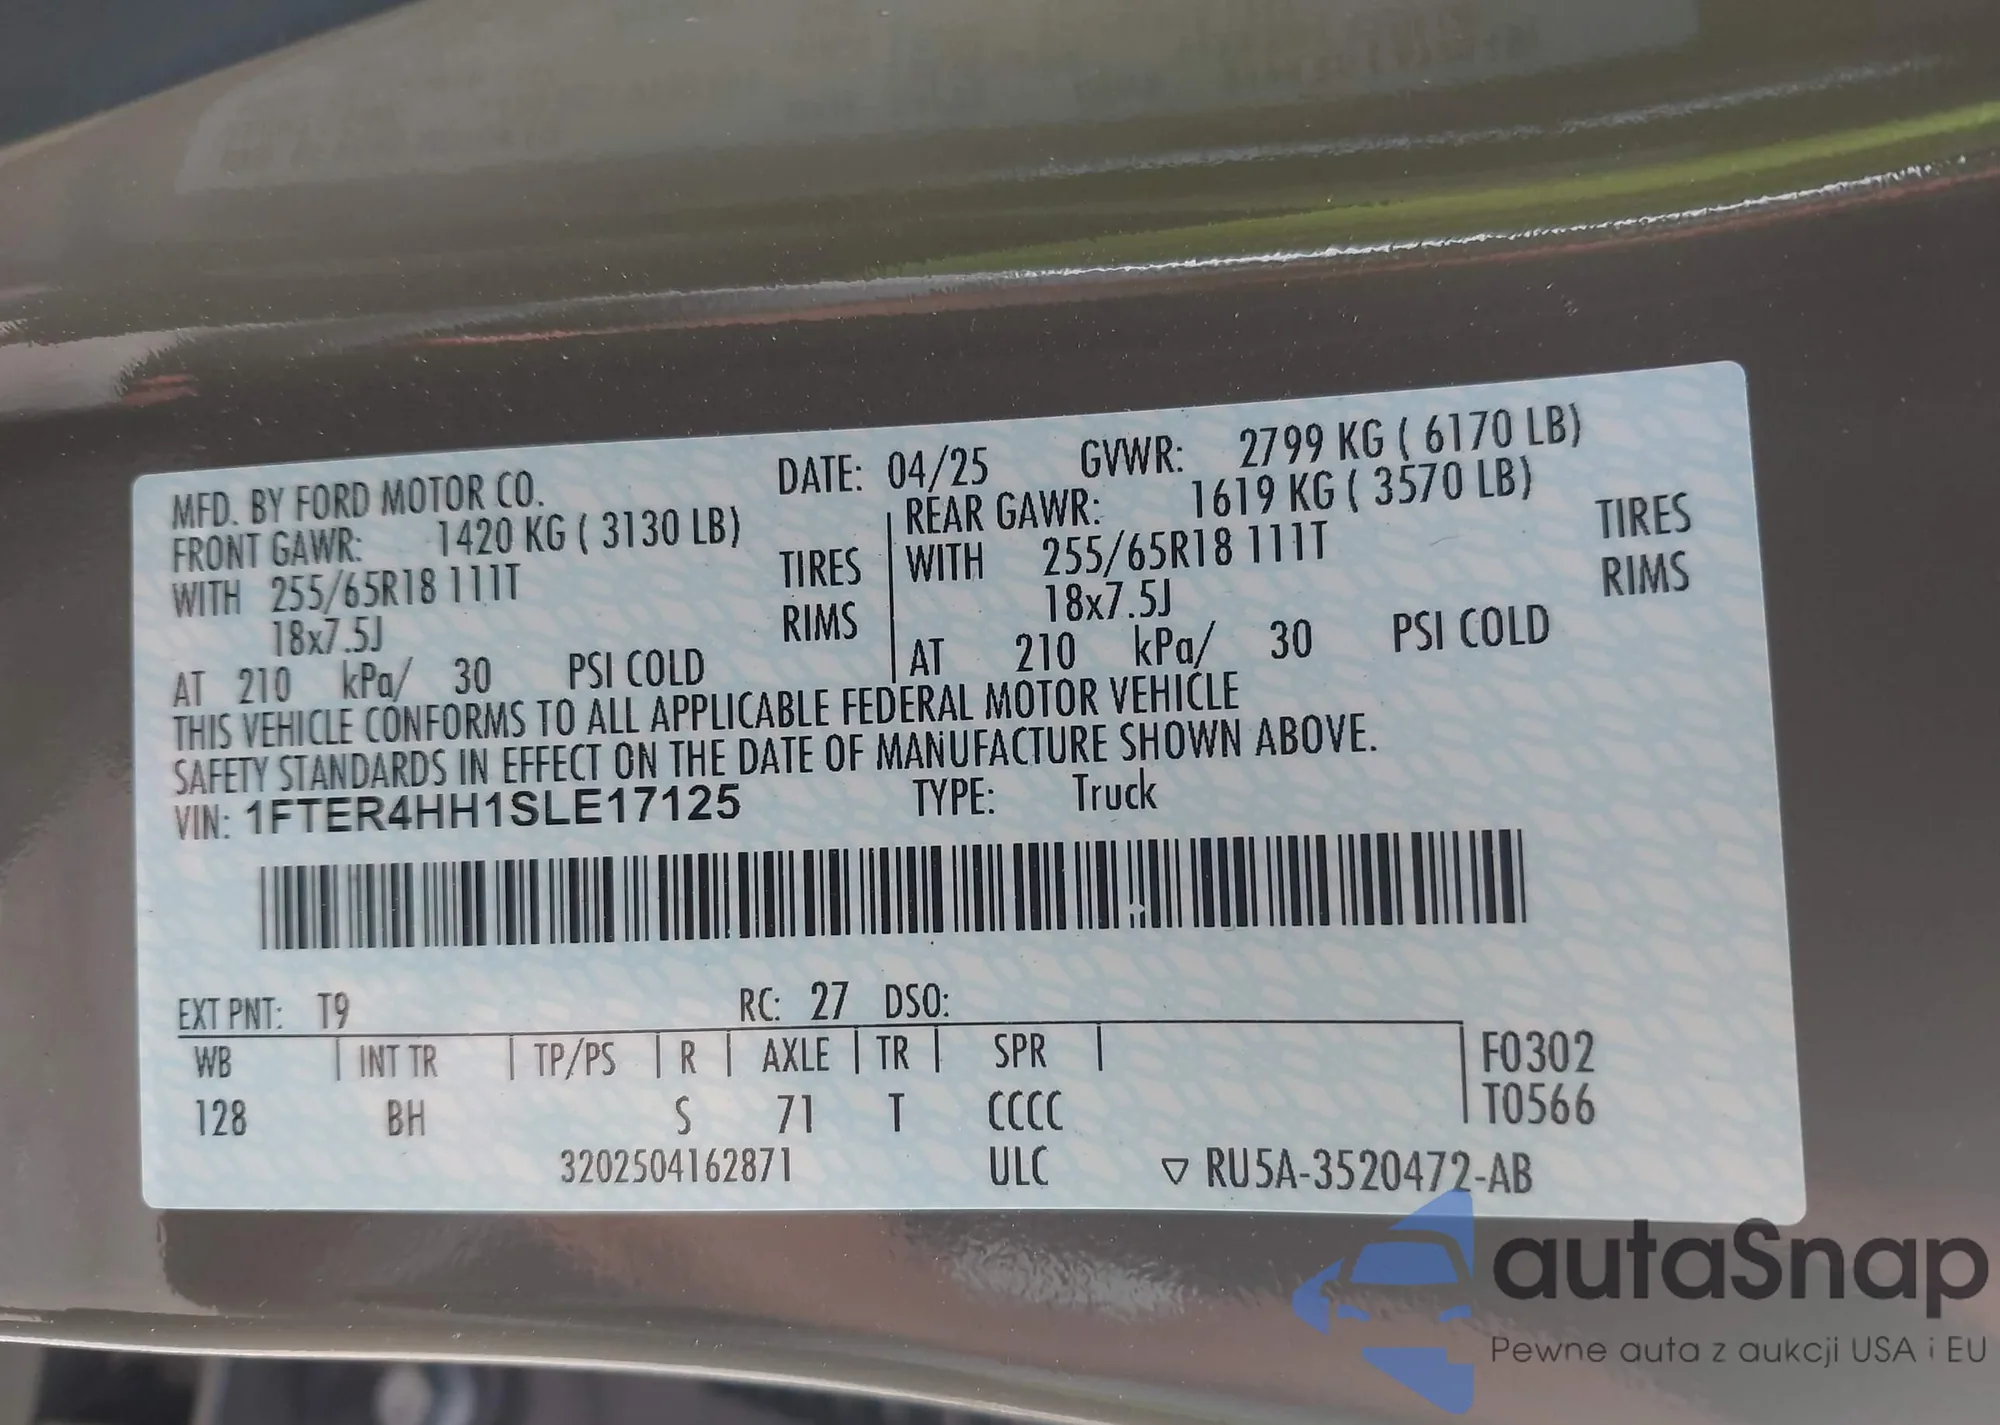 MFD. BY FORD MOTOR CO. DATE: 04/25 GVWR: 2799 KG ( 6170 LB)
FRONT GAWR: 1420 KG ( 3130 LB) REAR GAWR: 1619 KG ( 3570 LB)
WITH 255/65R18 111T TIRES WITH 255/65R18 111T TIRES
18x7.5J RIMS 18x7.5J RIMS
AT 210 kPa/ 30 PSI COLD AT 210 kPa/ 30 PSI COLD
THIS VEHICLE CONFORMS TO ALL APPLICABLE FEDERAL MOTOR VEHICLE
SAFETY STANDARDS IN EFFECT ON THE DATE OF MANUFACTURE SHOWN ABOVE.
VIN: 1FTER4HH1SLE17125 TYPE: Truck
EXT PNT: T9 RC: 27 DSO:
WB INT TR TP/PS R AXLE TR SPR F0302
128 BH S 71 T CCCC T0566
3202504162871 ULC ▽ RU5A-3520472-AB
autaSnap
Pewne auta z aukcji USA i EU